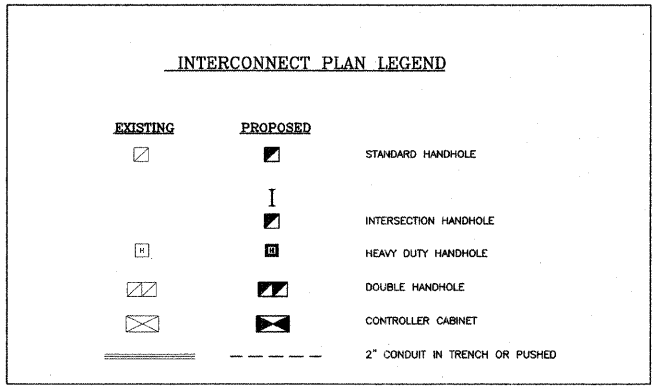 INTERCONNECT PLAN LEGEND
EXISTING PROPOSED
STANDARD HANDHOLE
I
INTERSECTION HANDHOLE
H H HEAVY DUTY HANDHOLE
DOUBLE HANDHOLE
CONTROLLER CABINET
2" CONDUIT IN TRENCH OR PUSHED